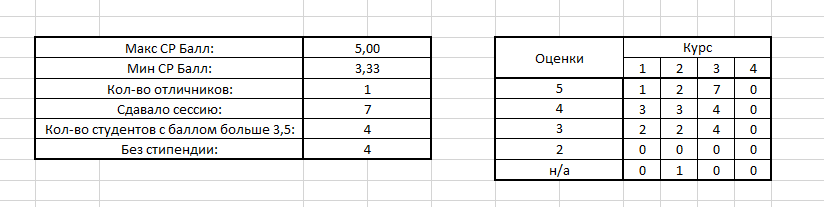 Макс СР Балл: 5,00
Мин СР Балл: 3,33
Кол-во отличников: 1
Сдавало сессию: 7
Кол-во студентов с баллом больше 3,5: 4
Без стипендии: 4
Оценки Курс
1 2 3 4
5 1 2 7 0
4 3 3 4 0
3 2 2 4 0
2 0 0 0 0
н/а 0 1 0 0